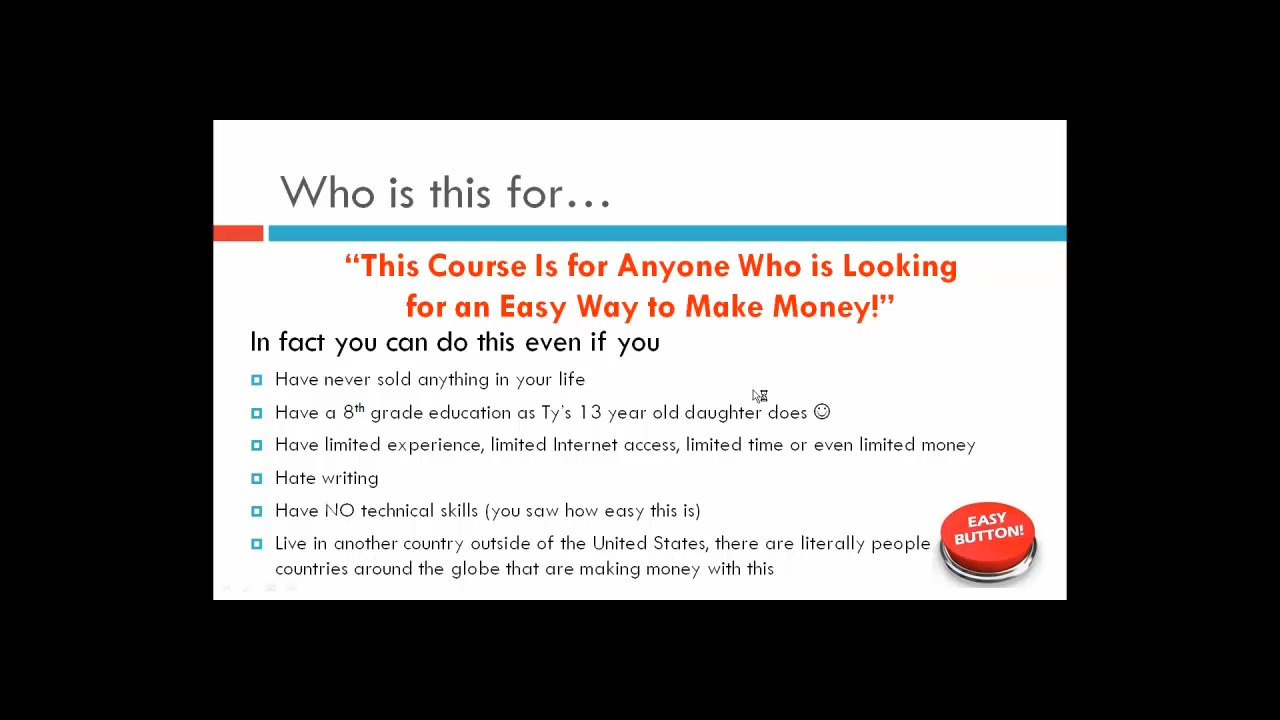 Who is this for…
“This Course Is for Anyone Who is Looking
for an Easy Way to Make Money!”
In fact you can do this even if you
Have never sold anything in your life
Have a 8th grade education as Ty’s 13 year old daughter does ☺
Have limited experience, limited Internet access, limited time or even limited money
Hate writing
Have NO technical skills (you saw how easy this is)
Live in another country outside of the United States, there are literally people
countries around the globe that are making money with this
EASY
BUTTON!